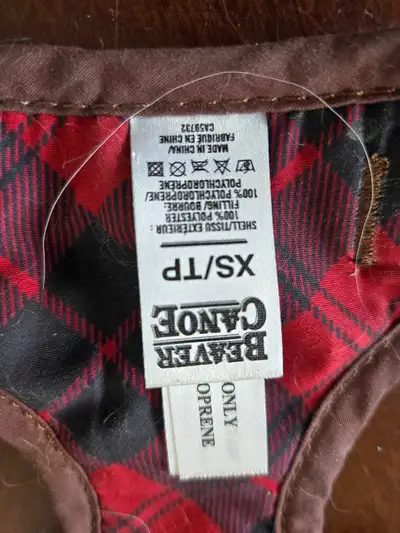 BEAVER
CANOE
XS/TP
SHELL/TISSU EXTÉRIEUR:
100% POLYESTER
FILLING/ BOURRE:
100% POLYCHLOROPRENE/
POLYCHLOROPRÈNE
MADE IN CHINA/
FABRIQUÉ EN CHINE
CA59732
ONLY
OPRENE